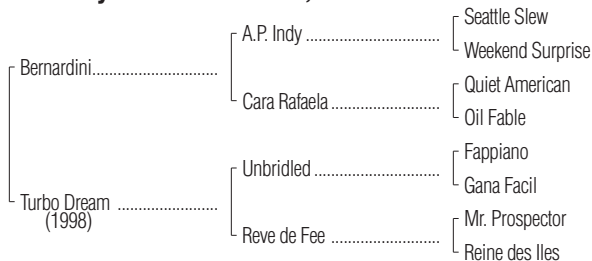 Seattle Slew
A.P. Indy ..............................
Weekend Surprise
Bernardini............................
Quiet American
Cara Rafaela ........................
Oil Fable
Fappiano
Unbridled ............................
Gana Facil
Turbo Dream ......................
(1998)
Mr. Prospector
Reve de Fee ........................
Reine des Iles